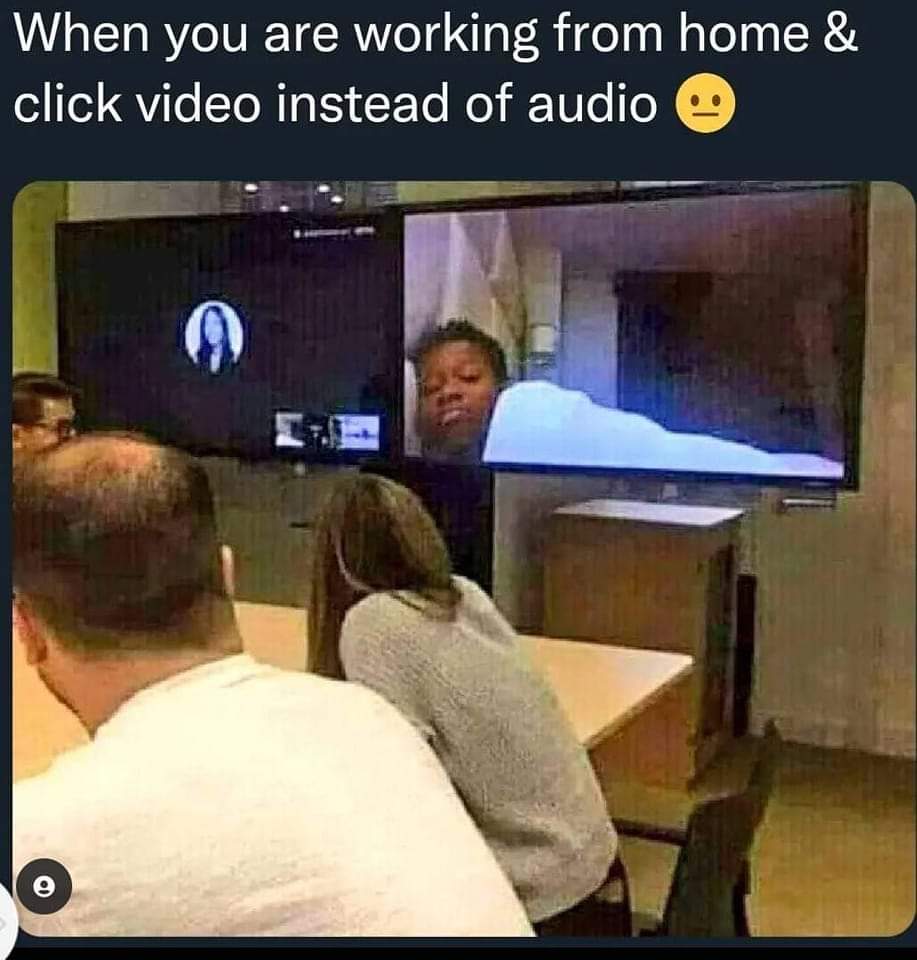 When you are working from home &
click video instead of audio 😐